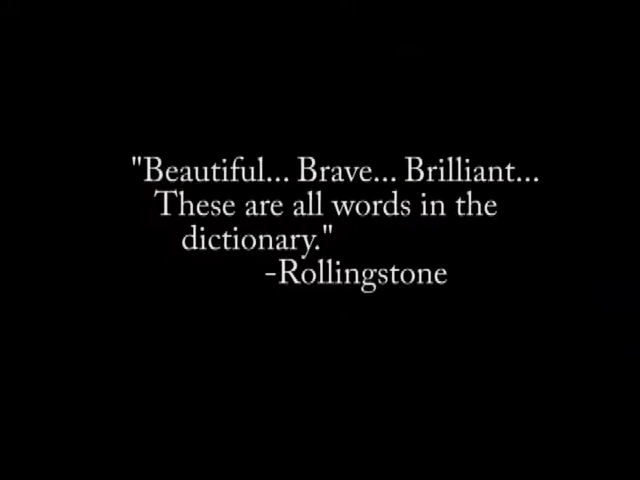 "Beautiful... Brave... Brilliant...
These are all words in the
dictionary."
-Rollingstone